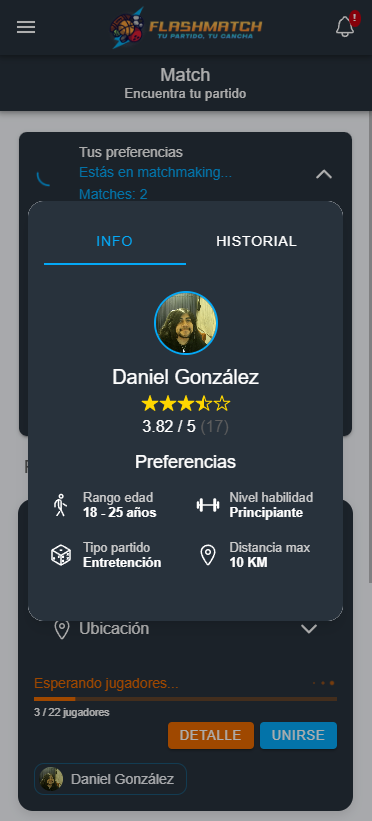 FLASHMATCH
TU PARTIDO, TU CANCHA
!
Match
Encuentra tu partido
Tus preferencias
Estás en matchmaking...
Matches: 2
INFO
HISTORIAL
Daniel González
3.82 / 5 (17)
Preferencias
Rango edad
18 - 25 años
Nivel habilidad
Principiante
Tipo partido
Entretención
Distancia max
10 KM
Ubicación
Esperando jugadores...
3 / 22 jugadores
DETALLE
UNIRSE
Daniel González